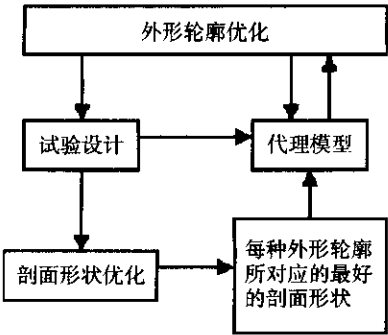 外形轮廓优化
试验设计
代理模型
剖面形状优化
每种外形轮廓
所对应的最好
的剖面形状